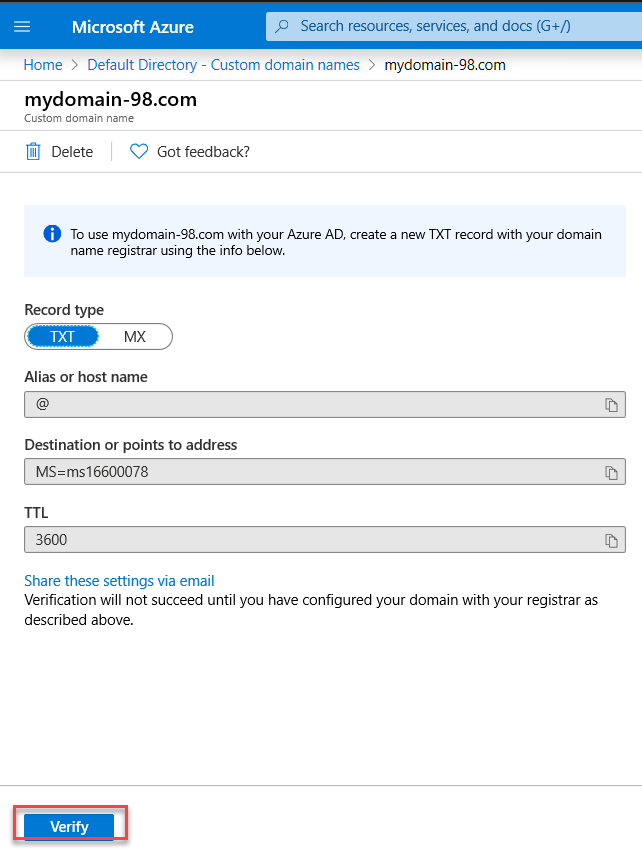 Microsoft Azure
Search resources, services, and docs (G+/)
Home > Default Directory - Custom domain names > mydomain-98.com
mydomain-98.com
Custom domain name
Delete
Got feedback?
To use mydomain-98.com with your Azure AD, create a new TXT record with your domain
name registrar using the info below.
Record type
TXT MX
Alias or host name
@
Destination or points to address
MS=ms16600078
TTL
3600
Share these settings via email
Verification will not succeed until you have configured your domain with your registrar as
described above.
Verify